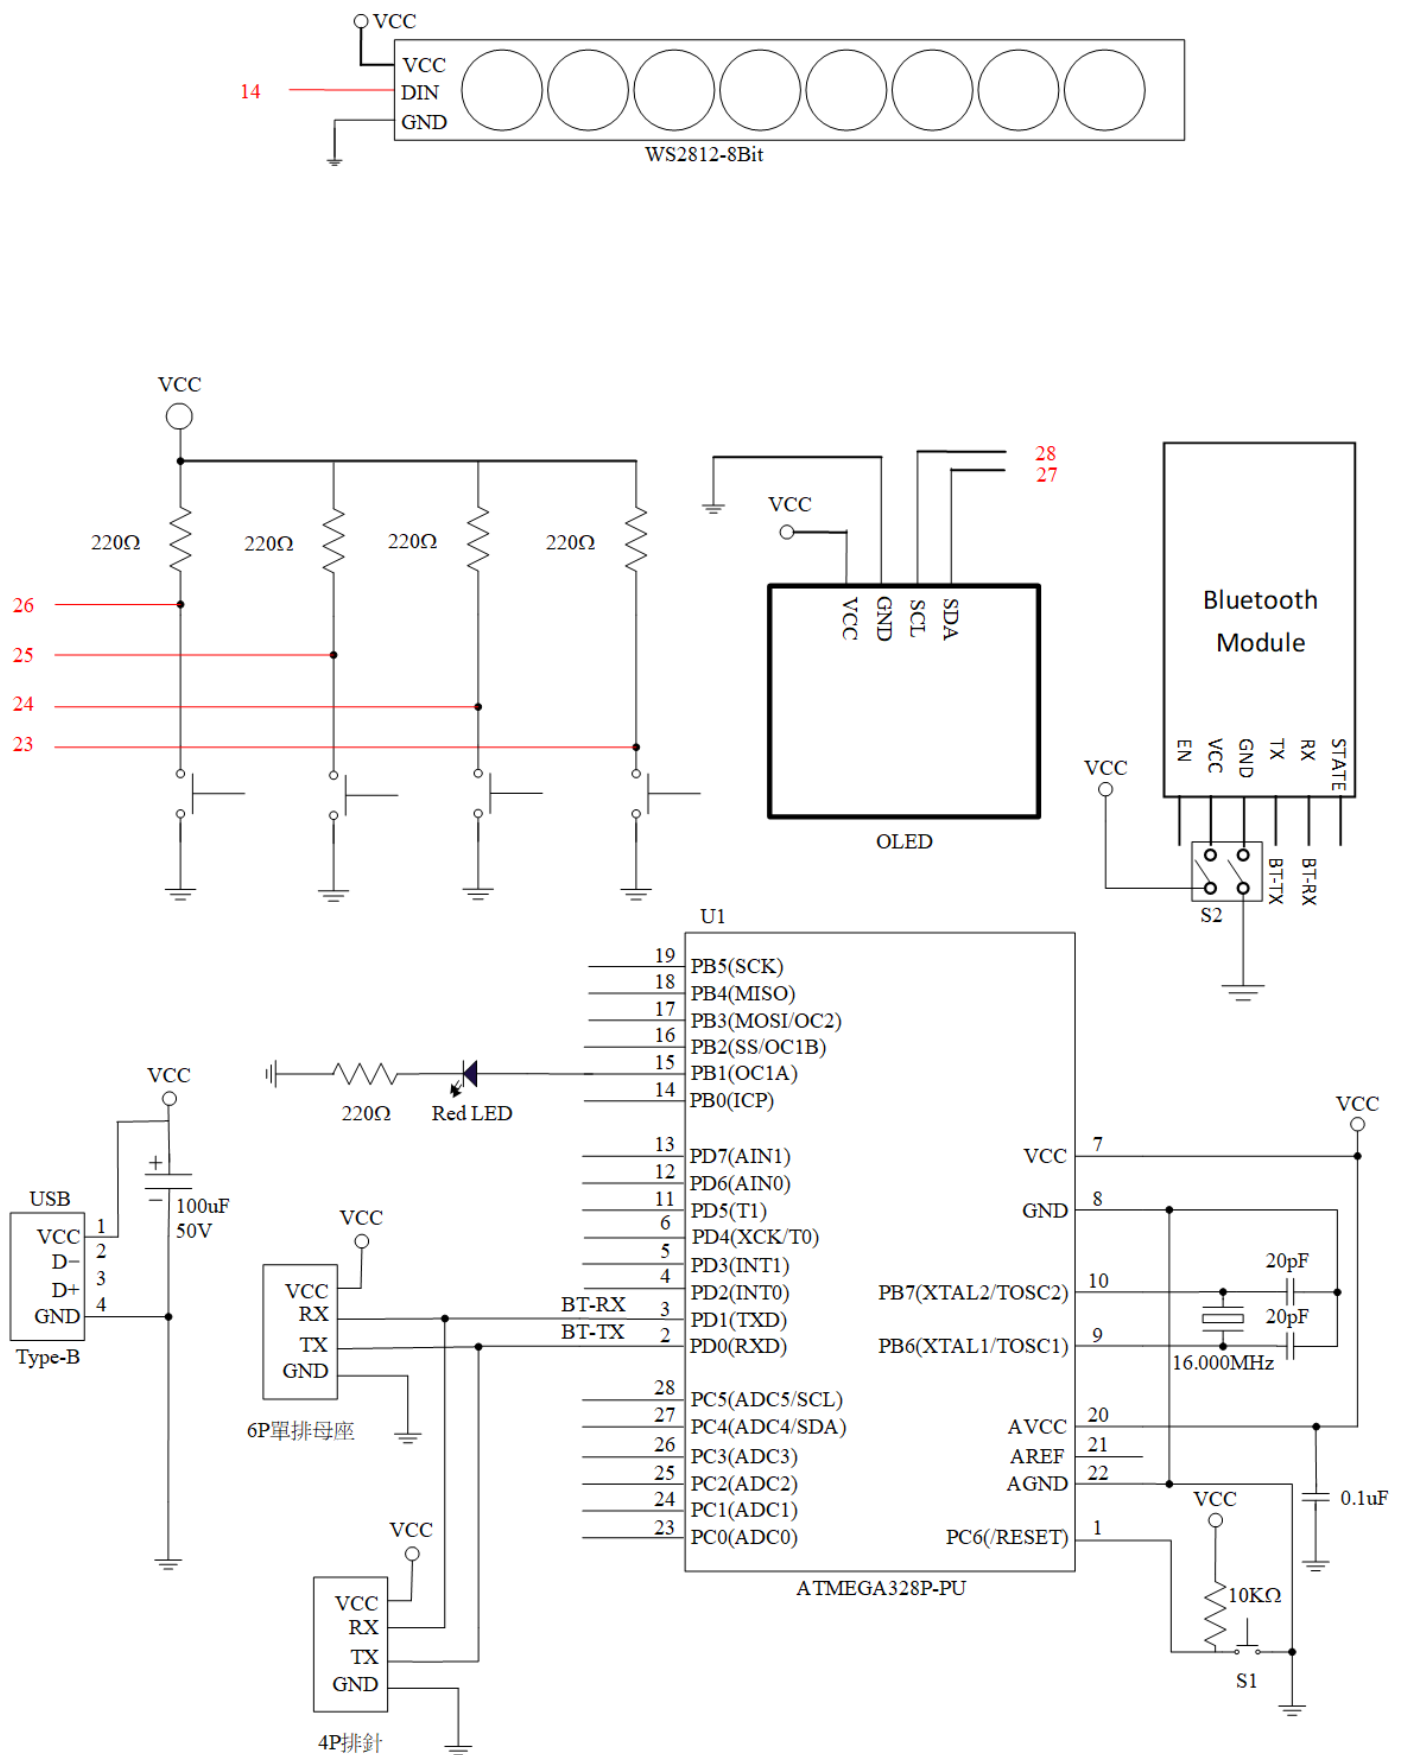 VCC
VCC
14
DIN
GND
WS2812-8Bit
VCC
220Ω
220Ω
220Ω
220Ω
26
25
24
23
28
27
VCC
VCC
GND
SCL
SDA
OLED
Bluetooth
Module
EN
VCC
GND
TX
RX
STATE
VCC
BT-TX
BT-RX
S2
U1
19
PB5(SCK)
18
PB4(MISO)
17
PB3(MOSI/OC2)
16
PB2(SS/OC1B)
15
PB1(OC1A)
14
PB0(ICP)
220Ω
Red LED
13
PD7(AIN1)
12
PD6(AIN0)
11
PD5(T1)
6
PD4(XCK/T0)
5
PD3(INT1)
4
PD2(INT0)
BT-RX
3
PD1(TXD)
BT-TX
2
PD0(RXD)
28
PC5(ADC5/SCL)
27
PC4(ADC4/SDA)
26
PC3(ADC3)
25
PC2(ADC2)
24
PC1(ADC1)
23
PC0(ADC0)
VCC
7
GND
8
PB7(XTAL2/TOSC2)
10
PB6(XTAL1/TOSC1)
9
AVCC
20
AREF
21
AGND
22
PC6(/RESET)
1
ATMEGA328P-PU
VCC
20pF
20pF
16.000MHz
0.1uF
VCC
10KΩ
S1
VCC
+
−
100uF
50V
USB
VCC
1
D−
2
D+
3
GND
4
Type-B
VCC
VCC
RX
TX
GND
6P單排母座
VCC
VCC
RX
TX
GND
4P排針